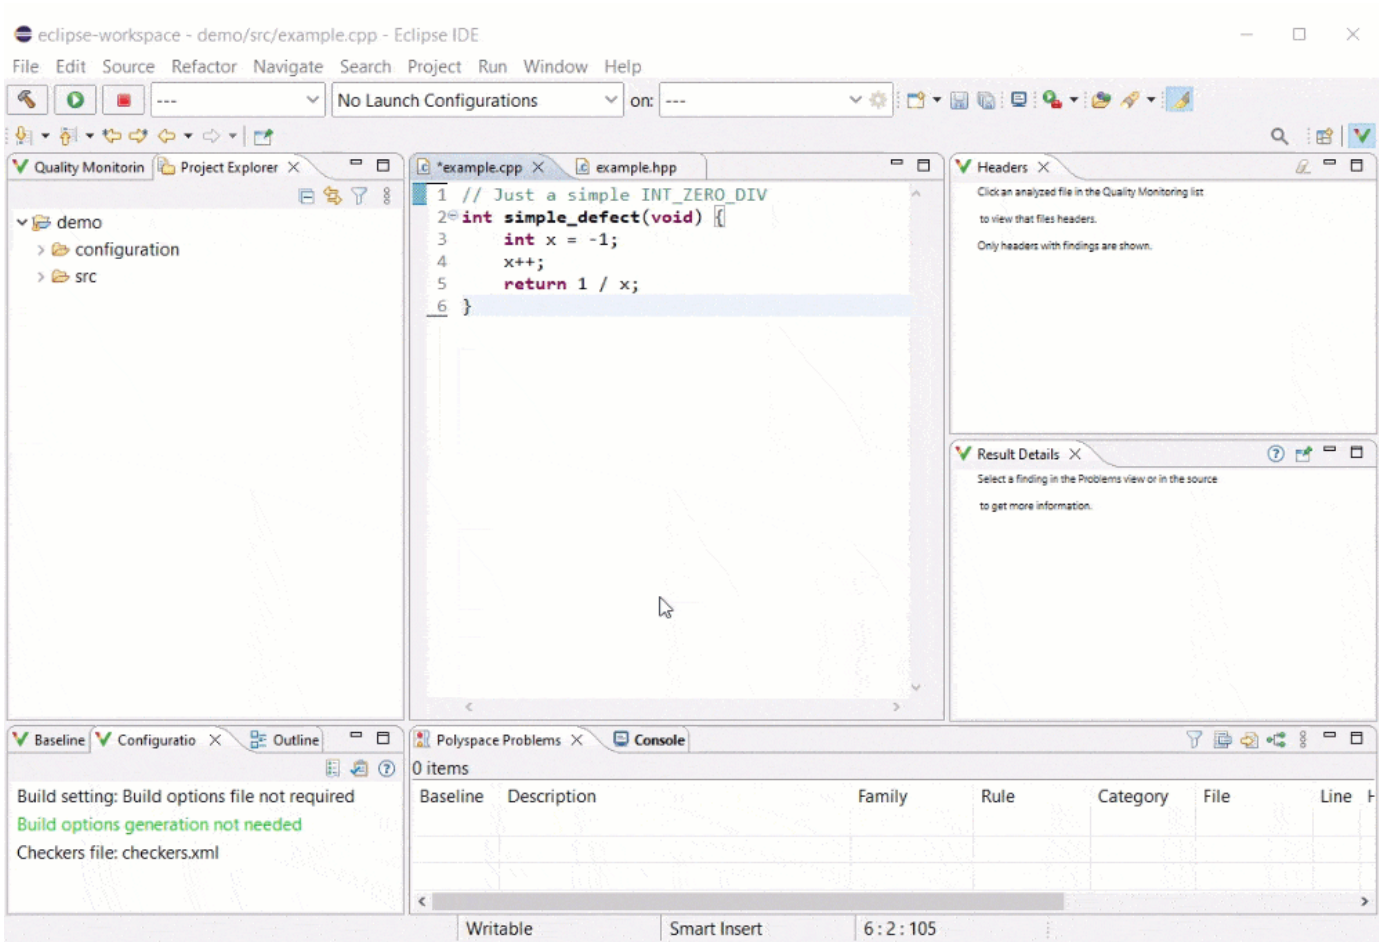 eclipse-workspace - demo/src/example.cpp - Eclipse IDE
File Edit Source Refactor Navigate Search Project Run Window Help
--- No Launch Configurations on: ---
Quality Monitorin Project Explorer
demo
configuration
src
*example.cpp example.hpp
1 // Just a simple INT_ZERO_DIV
2 int simple_defect(void) {
3 int x = -1;
4 x++;
5 return 1 / x;
6 }
Headers
Click an analyzed file in the Quality Monitoring list
to view that files headers.
Only headers with findings are shown.
Result Details
Select a finding in the Problems view or in the source
to get more information.
Baseline Configuratio Outline
Build setting: Build options file not required
Build options generation not needed
Checkers file: checkers.xml
Polyspace Problems Console
0 items
Baseline Description Family Rule Category File Line
Writable Smart Insert 6 : 2 : 105